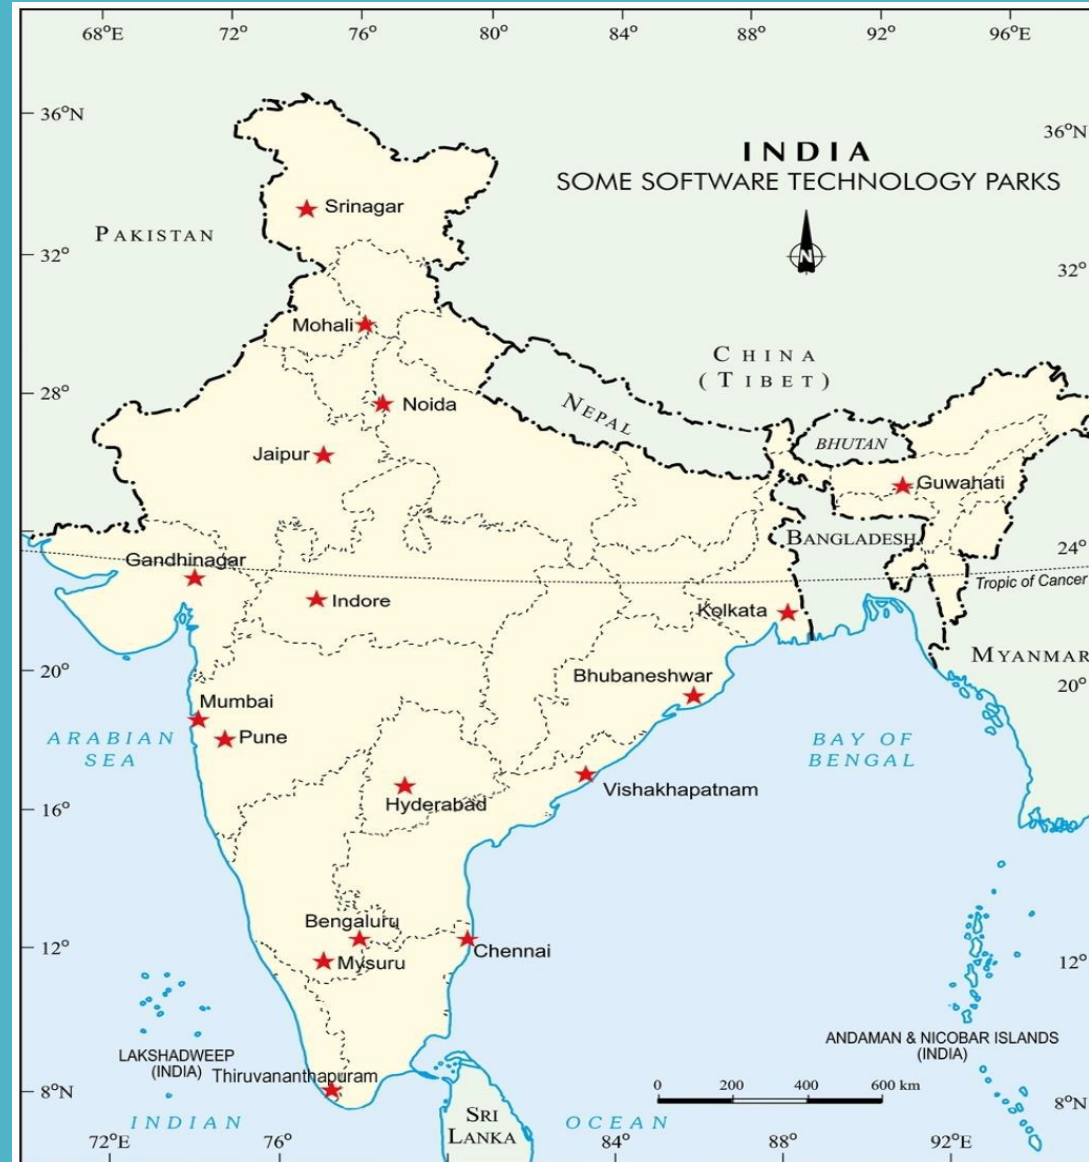 68°E 72° 76° 80° 84° 88° 92° 96°E
36°N
36°N
INDIA
SOME SOFTWARE TECHNOLOGY PARKS
N
Srinagar
PAKISTAN
32°
32°
Mohali
CHINA
(TIBET)
28°
Noida
NEPAL
BHUTAN
Jaipur
Guwahati
BANGLADESH
24°
Gandhinagar
Tropic of Cancer
Indore
Kolkata
MYANMAR
20°
20°
Bhubaneshwar
Mumbai
Pune
ARABIAN
SEA
BAY OF
BENGAL
Vishakhapatnam
Hyderabad
16°
Bengaluru
Mysuru
Chennai
12°
12°
LAKSHADWEEP
(INDIA)
ANDAMAN & NICOBAR ISLANDS
(INDIA)
Thiruvananthapuram
0 200 400 600 km
8°N
8°N
INDIAN OCEAN
SRI
LANKA
72°E 76° 84° 88° 92°E